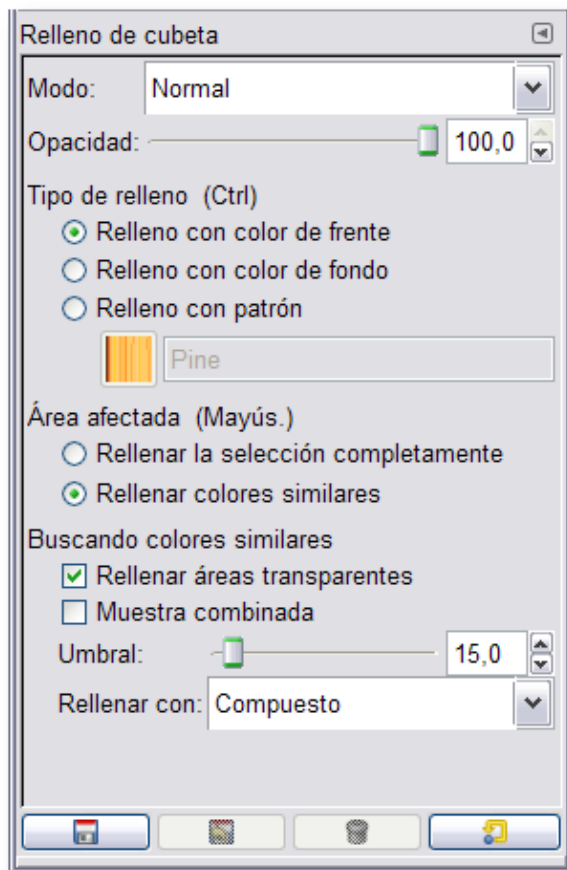 Relleno de cubeta
Modo: Normal
Opacidad: 100,0
Tipo de relleno (Ctrl)
Relleno con color de frente
Relleno con color de fondo
Relleno con patrón
Pine
Área afectada (Mayús.)
Rellenar la selección completamente
Rellenar colores similares
Buscando colores similares
Rellenar áreas transparentes
Muestra combinada
Umbral: 15,0
Rellenar con: Compuesto